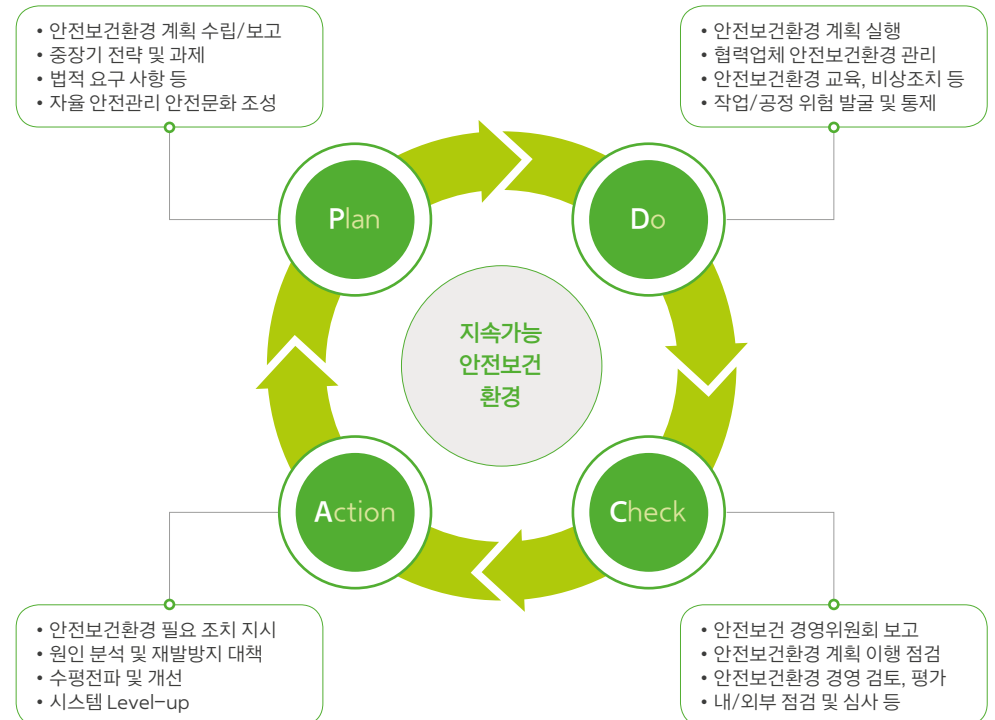 • 안전보건환경 계획 수립/보고
• 중장기 전략 및 과제
• 법적 요구 사항 등
• 자율 안전관리 안전문화 조성
• 안전보건환경 계획 실행
• 협력업체 안전보건환경 관리
• 안전보건환경 교육, 비상조치 등
• 작업/공정 위험 발굴 및 통제
Plan
Do
지속가능
안전보건
환경
Action
Check
• 안전보건환경 필요 조치 지시
• 원인 분석 및 재발방지 대책
• 수평전파 및 개선
• 시스템 Level-up
• 안전보건 경영위원회 보고
• 안전보건환경 계획 이행 점검
• 안전보건환경 경영 검토, 평가
• 내/외부 점검 및 심사 등